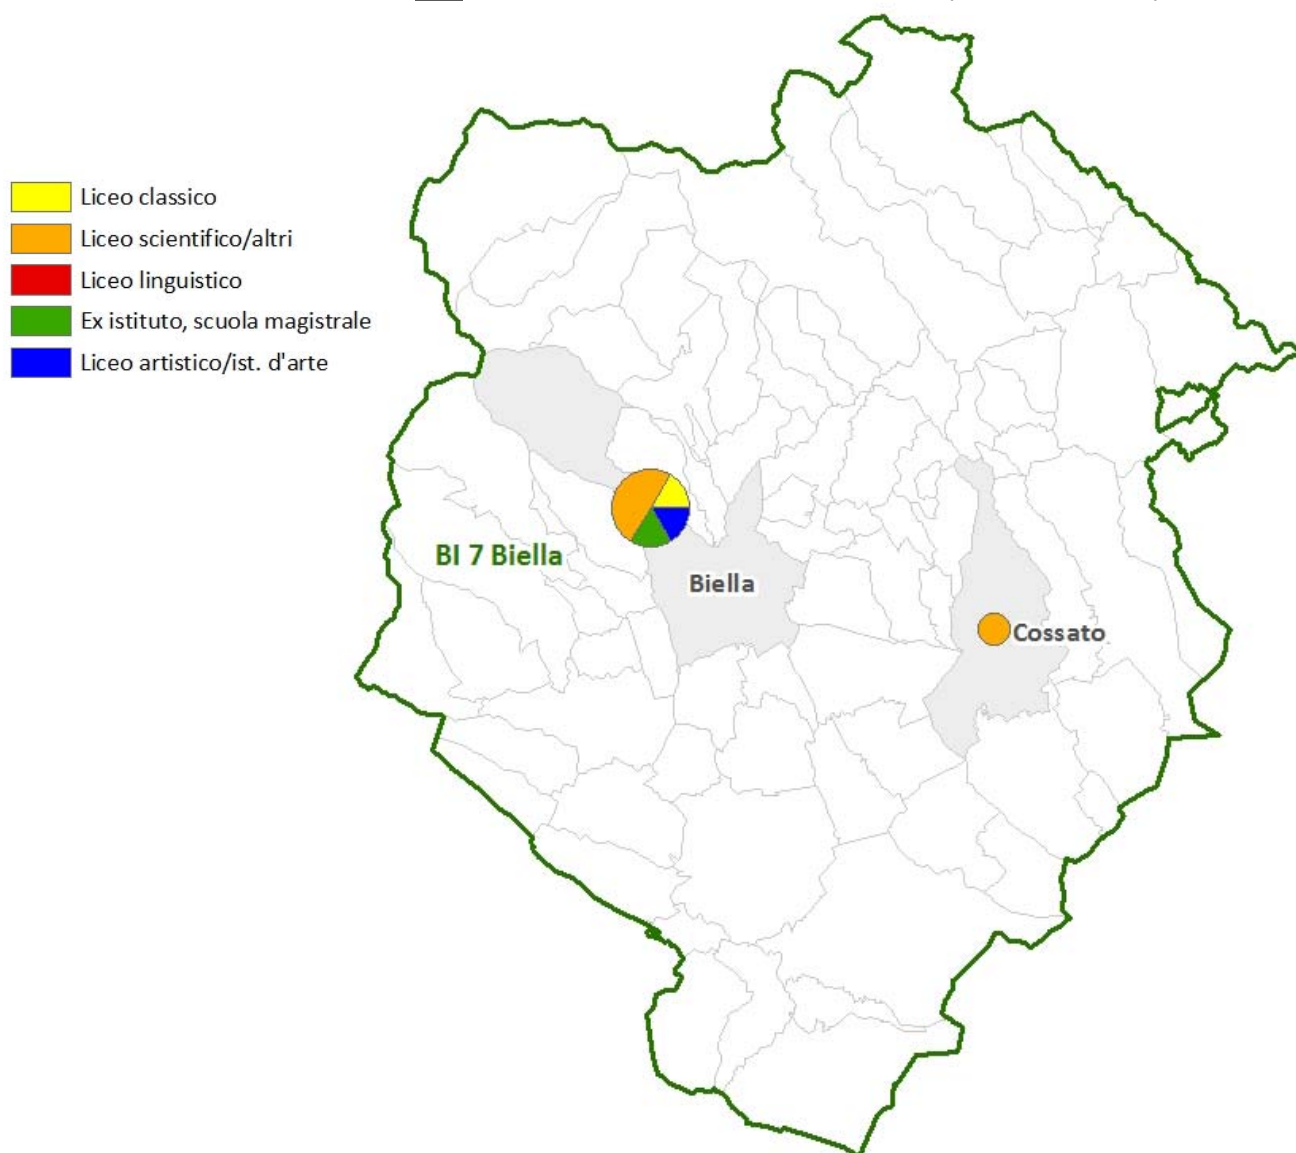 Liceo classico
Liceo scientifico/altri
Liceo linguistico
Ex istituto, scuola magistrale
Liceo artistico/ist. d'arte
BI 7 Biella
Biella
Cossato